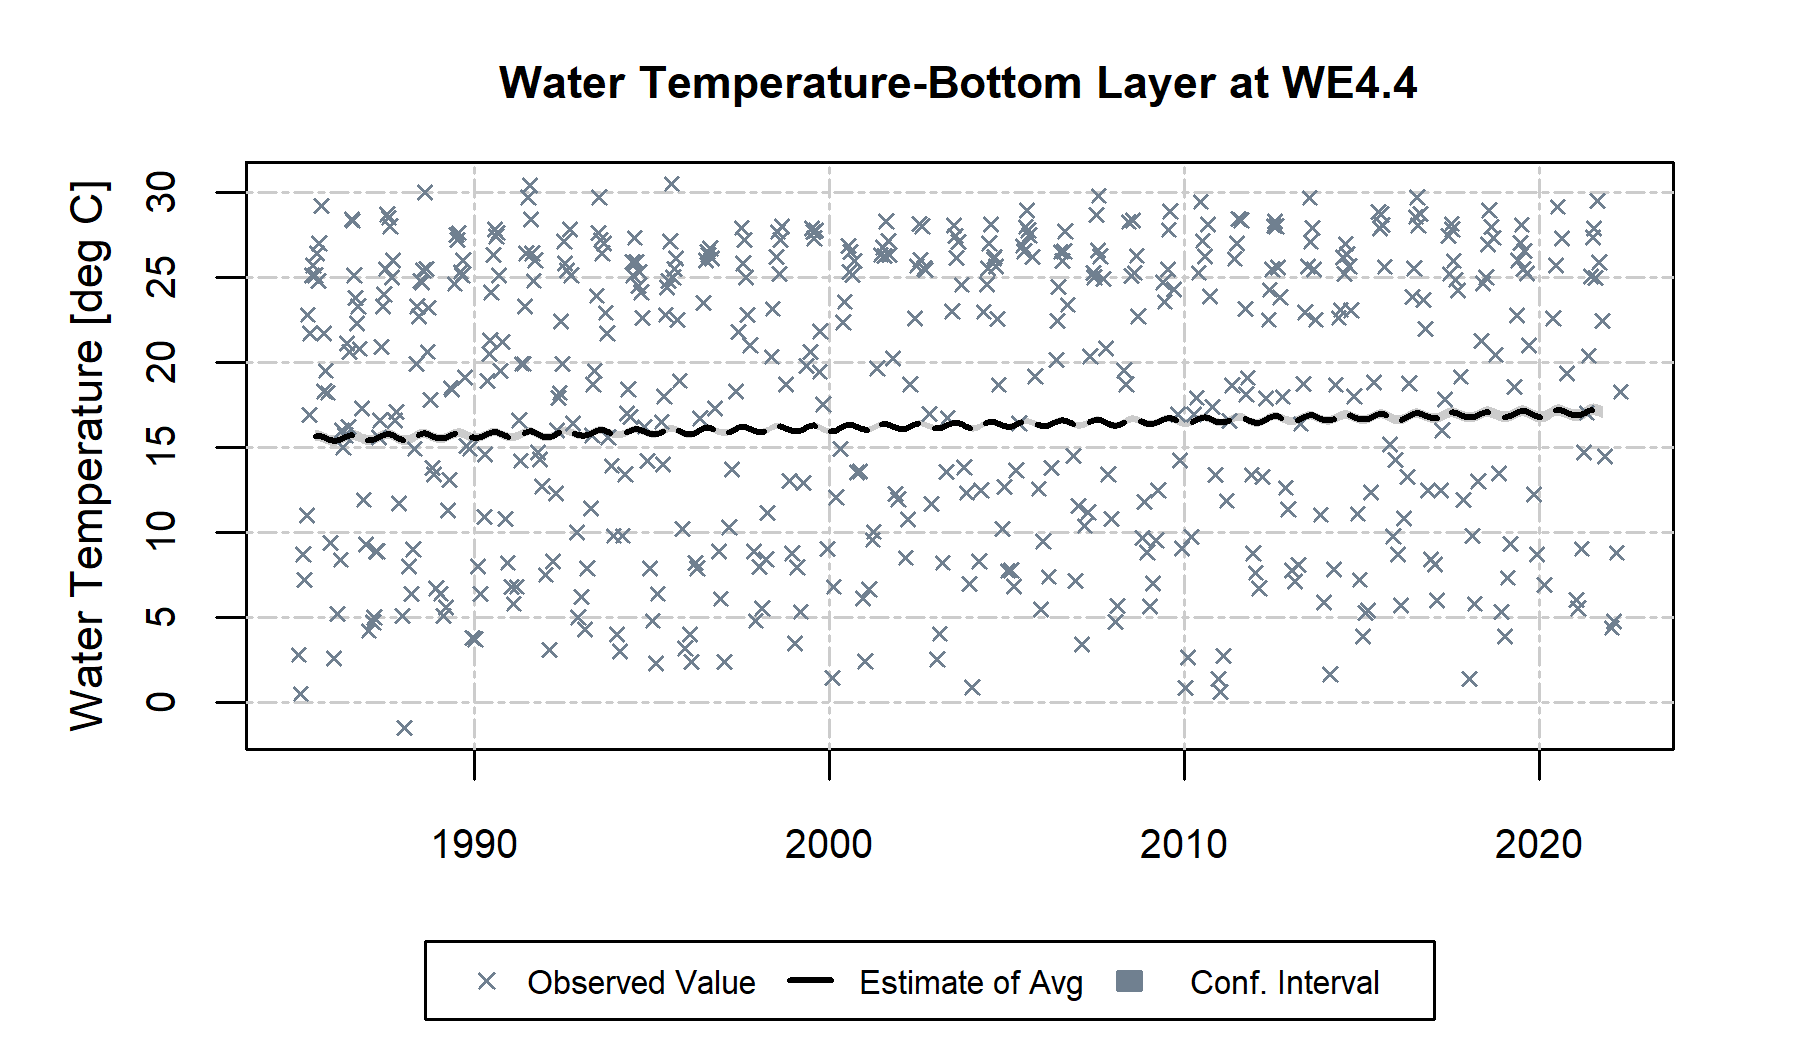 Water Temperature-Bottom Layer at WE4.4
Water Temperature [deg C]
30
25
20
15
10
5
0
1990 2000 2010 2020
Observed Value Estimate of Avg Conf. Interval